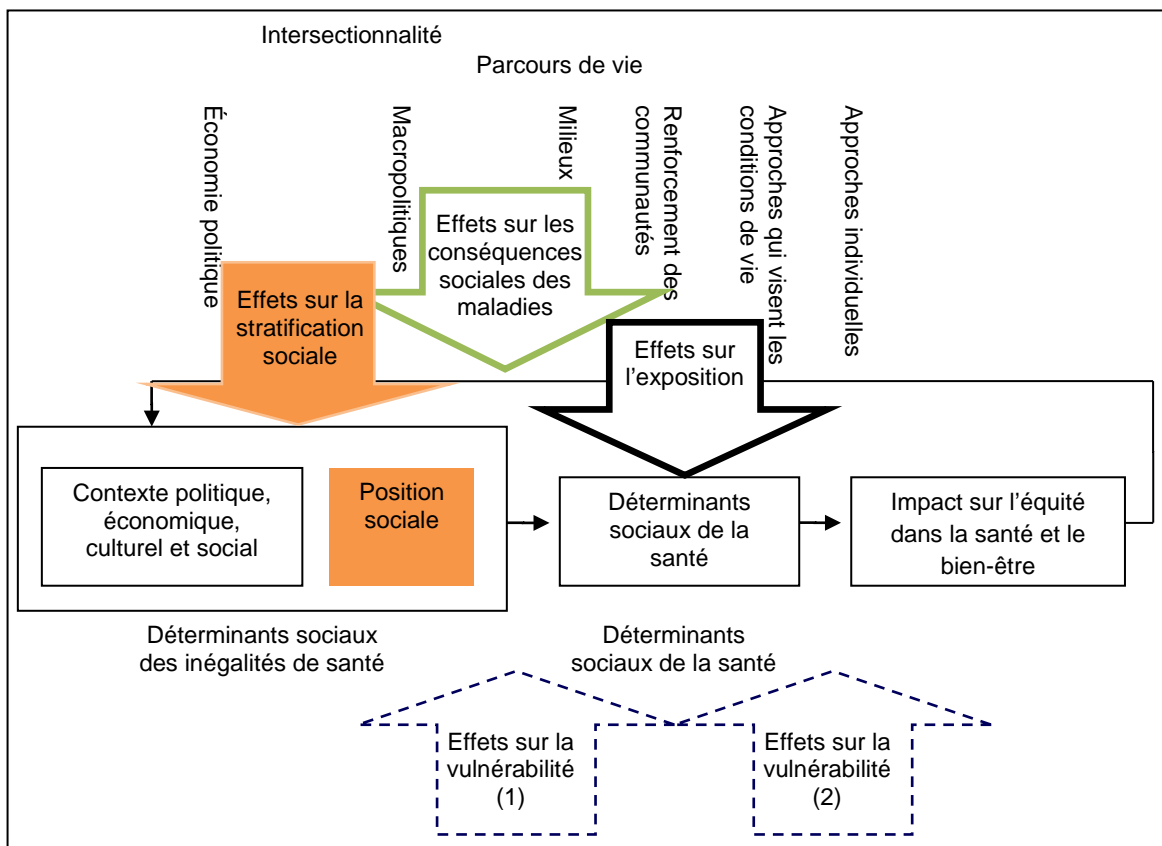 Intersectionnalité
Parcours de vie
Économie politique
Macropolitiques
Milieux
Renforcement des
communautés
Approches qui visent les
conditions de vie
Approches individuelles
Effets sur les
conséquences
sociales des
maladies
Effets sur la
stratification
sociale
Effets sur
l’exposition
Contexte politique,
économique,
culturel et social
Position
sociale
Déterminants
sociaux de la
santé
Impact sur l’équité
dans la santé et le
bien-être
Déterminants sociaux
des inégalités de santé
Déterminants
sociaux de la santé
Effets sur la
vulnérabilité
(1)
Effets sur la
vulnérabilité
(2)